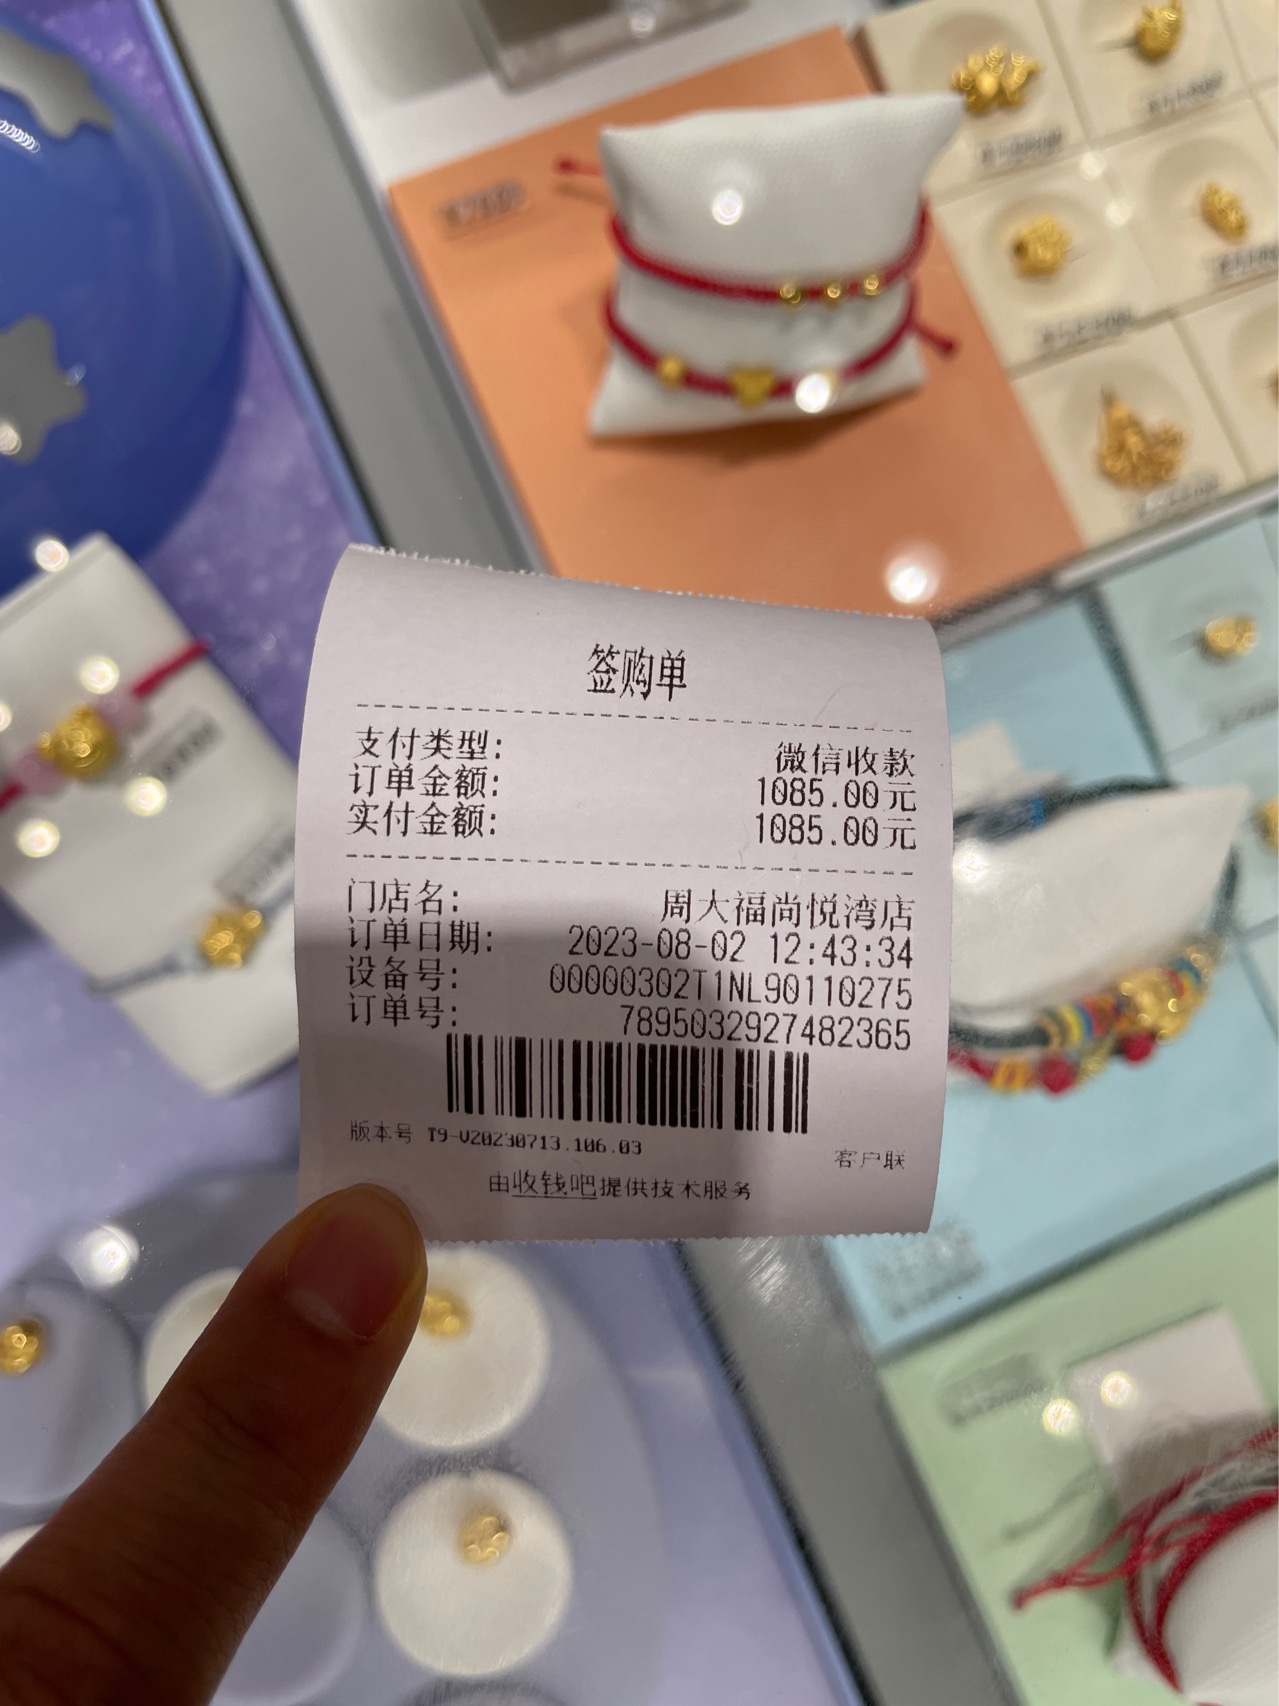 签购单
支付类型: 微信收款
订单金额: 1085.00元
实付金额: 1085.00元
门店名: 周大福尚悦湾店
订单日期: 2023-08-02 12:43:34
设备号: 00000302T1NL90110275
订单号: 7895032927482365
版本号 T9-V20230713.106.03
客户联
由收钱吧提供技术服务